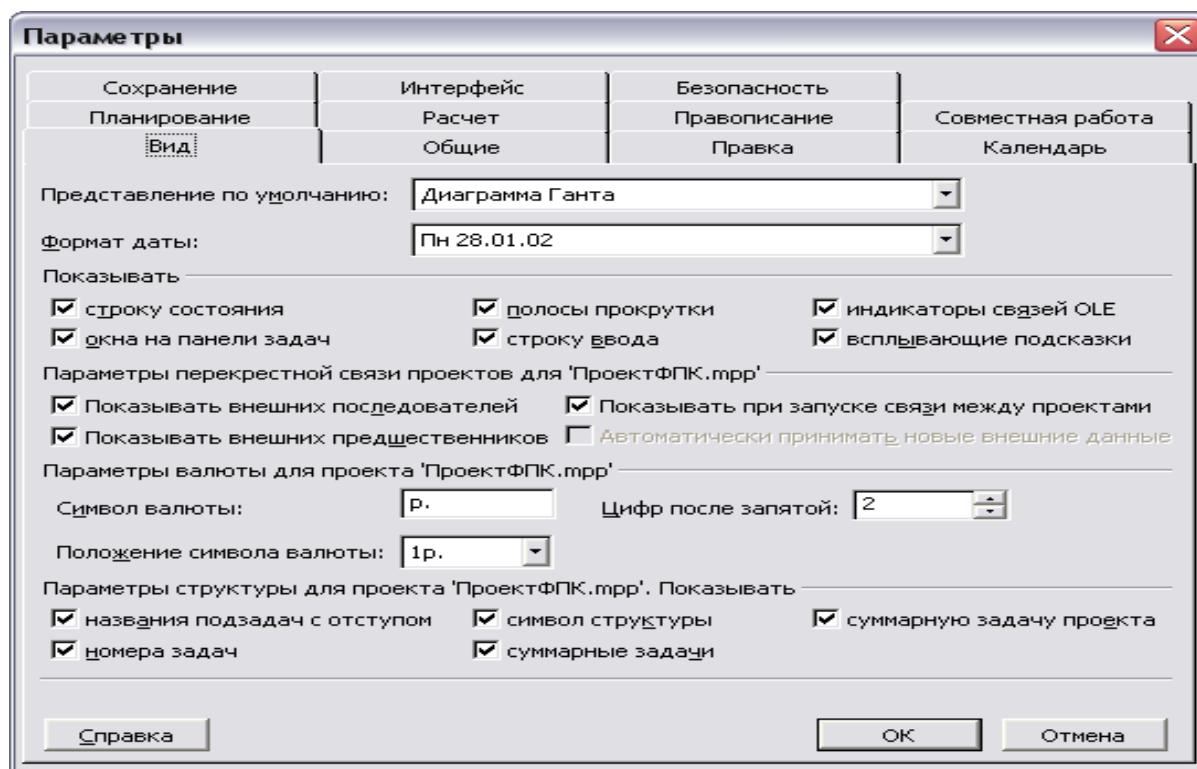 Параметры
Сохранение Интерфейс Безопасность
Планирование Расчет Правописание Совместная работа
Вид Общие Правка Календарь
Представление по умолчанию: Диаграмма Ганта
Формат даты: Пн 28.01.02
Показывать
строку состояния полосы прокрутки индикаторы связей OLE
окна на панели задач строку ввода всплывающие подсказки
Параметры перекрестной связи проектов для 'ПроектФПК.mpp'
Показывать внешних последователей Показывать при запуске связи между проектами
Показывать внешних предшественников Автоматически принимать новые внешние данные
Параметры валюты для проекта 'ПроектФПК.mpp'
Символ валюты: р. Цифр после запятой: 2
Положение символа валюты: 1р.
Параметры структуры для проекта 'ПроектФПК.mpp'. Показывать
названия подзадач с отступом символ структуры суммарную задачу проекта
номера задач суммарные задачи
Справка ОК Отмена